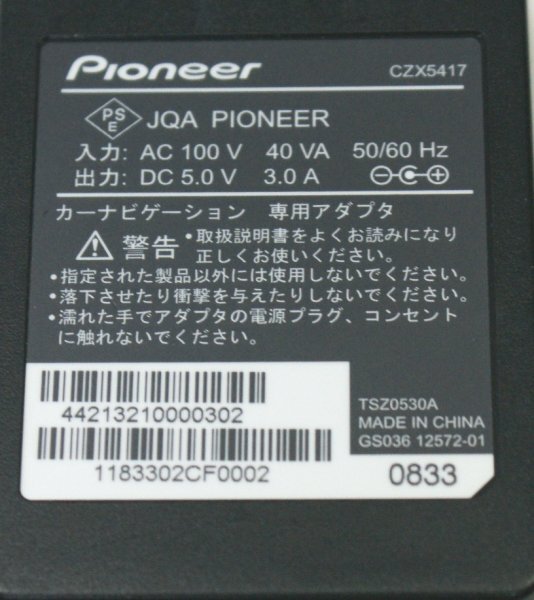 Pioneer
CZX5417
PS
E
JQA PIONEER
入力: AC 100 V 40 VA 50/60 Hz
出力: DC 5.0 V 3.0 A
カーナビゲーション 専用アダプタ
警告 •取扱説明書をよくお読みになり
正しくお使いください。
•指定された製品以外には使用しないでください。
•落下させたり衝撃を与えたりしないでください。
•濡れた手でアダプタの電源プラグ、コンセント
に触れないでください。
44213210000302
1183302CF0002
TSZ0530A
MADE IN CHINA
GS036 12572-01
0833